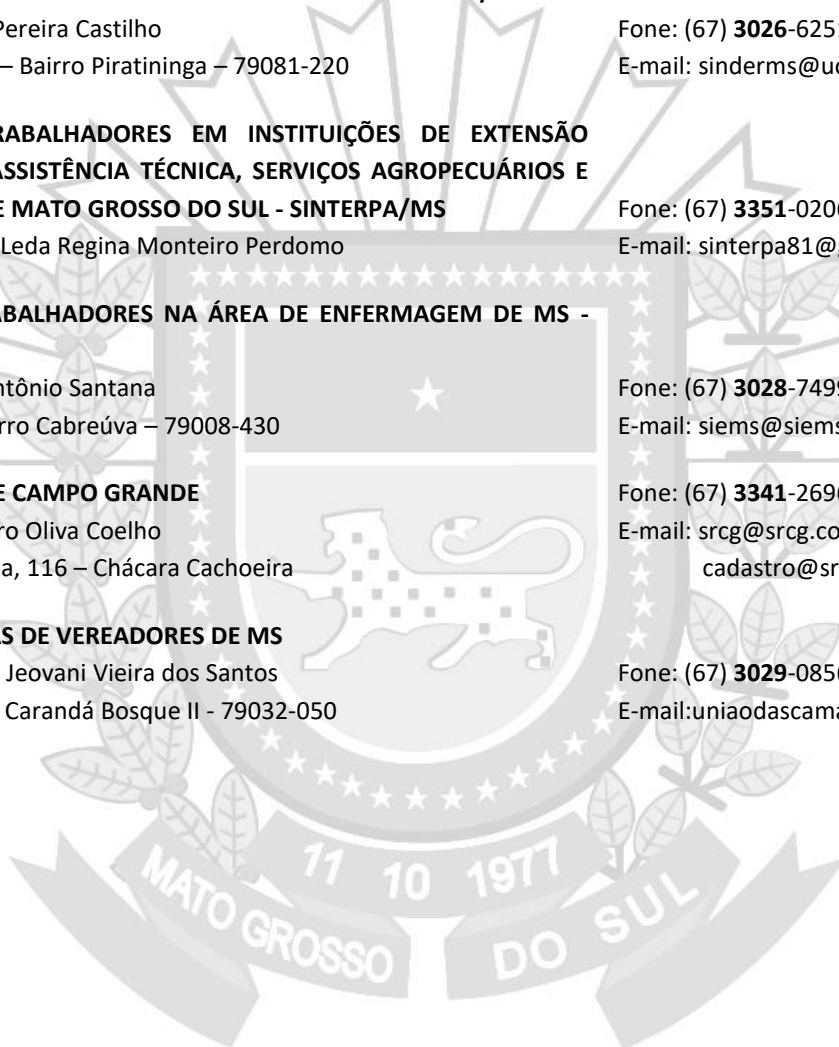 Pereira Castilho Fone: (67) 3026-625
– Bairro Piratininga – 79081-220 E-mail: sinderms@u
RABALHADORES EM INSTITUIÇÕES DE EXTENSÃO
ASSISTÊNCIA TÉCNICA, SERVIÇOS AGROPECUÁRIOS E
E MATO GROSSO DO SUL - SINTERPA/MS Fone: (67) 3351-020
Leda Regina Monteiro Perdomo E-mail: sinterpa81@
ABALHADORES NA ÁREA DE ENFERMAGEM DE MS -
ntônio Santana Fone: (67) 3028-749
rro Cabreúva – 79008-430 E-mail: siems@siems
E CAMPO GRANDE Fone: (67) 3341-269
ro Oliva Coelho E-mail: srcg@srcg.co
a, 116 – Chácara Cachoeira cadastro@sr
AS DE VEREADORES DE MS
Jeovani Vieira dos Santos Fone: (67) 3029-085
Carandá Bosque II - 79032-050 E-mail:uniaodascama
11 10 1977
MATO GROSSO DO SUL